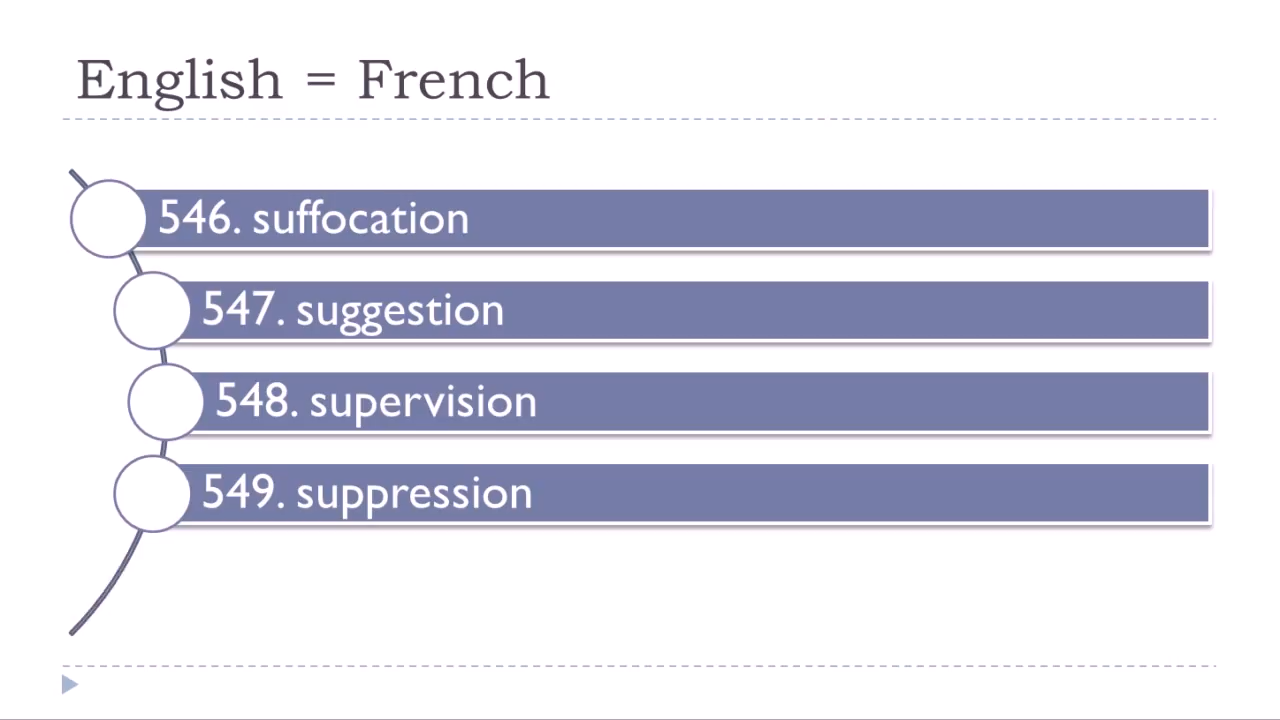 English = French
546. suffocation
547. suggestion
548. supervision
549. suppression